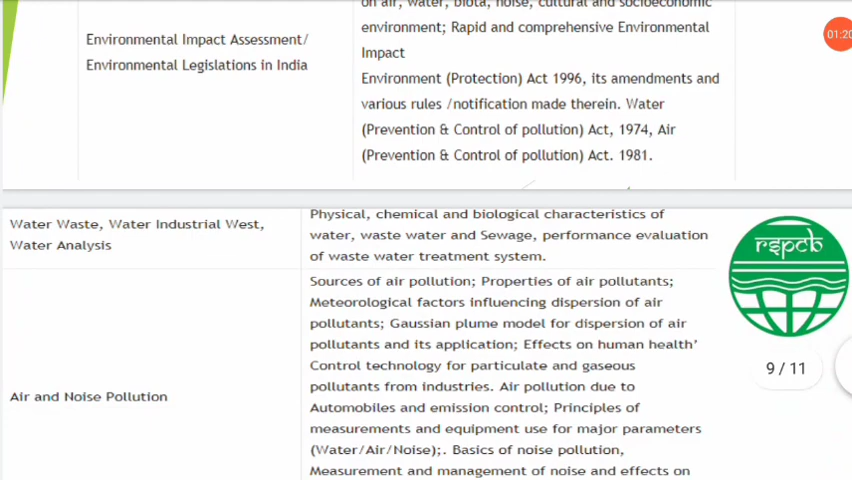 on air, water, biota, noise, cultural and socioeconomic
environment; Rapid and comprehensive Environmental
Impact
Environmental Impact Assessment/
Environmental Legislations in India
Environment (Protection) Act 1996, its amendments and
various rules /notification made therein. Water
(Prevention & Control of pollution) Act, 1974, Air
(Prevention & Control of pollution) Act. 1981.
01:20
Water Waste, Water Industrial West,
Water Analysis
Physical, chemical and biological characteristics of
water, waste water and Sewage, performance evaluation
of waste water treatment system.
Air and Noise Pollution
Sources of air pollution; Properties of air pollutants;
Meteorological factors influencing dispersion of air
pollutants; Gaussian plume model for dispersion of air
pollutants and its application; Effects on human health’
Control technology for particulate and gaseous
pollutants from industries. Air pollution due to
Automobiles and emission control; Principles of
measurements and equipment use for major parameters
(Water/Air/Noise);. Basics of noise pollution,
Measurement and management of noise and effects on
rspcb
9 / 11